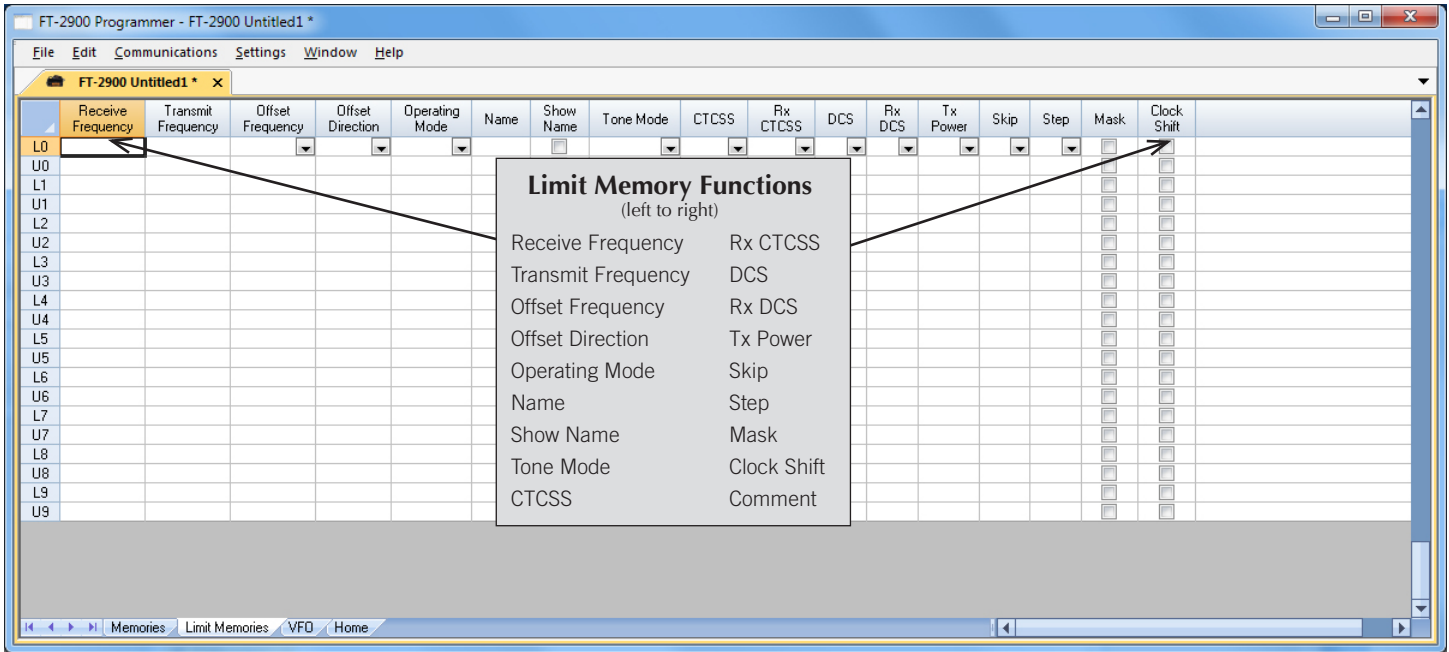 FT-2900 Programmer - FT-2900 Untitled1 *
File Edit Communications Settings Window Help
FT-2900 Untitled1 * X
Receive Frequency Transmit Frequency Offset Frequency Offset Direction Operating Mode Name Show Name Tone Mode CTCSS Rx CTCSS DCS Rx DCS Tx Power Skip Step Mask Clock Shift
L0
U0
L1
U1
L2
U2
L3
U3
L4
U4
L5
U5
L6
U6
L7
U7
L8
U8
L9
U9
Limit Memory Functions
(left to right)
Receive Frequency Rx CTCSS
Transmit Frequency DCS
Offset Frequency Rx DCS
Offset Direction Tx Power
Operating Mode Skip
Name Step
Show Name Mask
Tone Mode Clock Shift
CTCSS Comment
Memories Limit Memories VFO Home